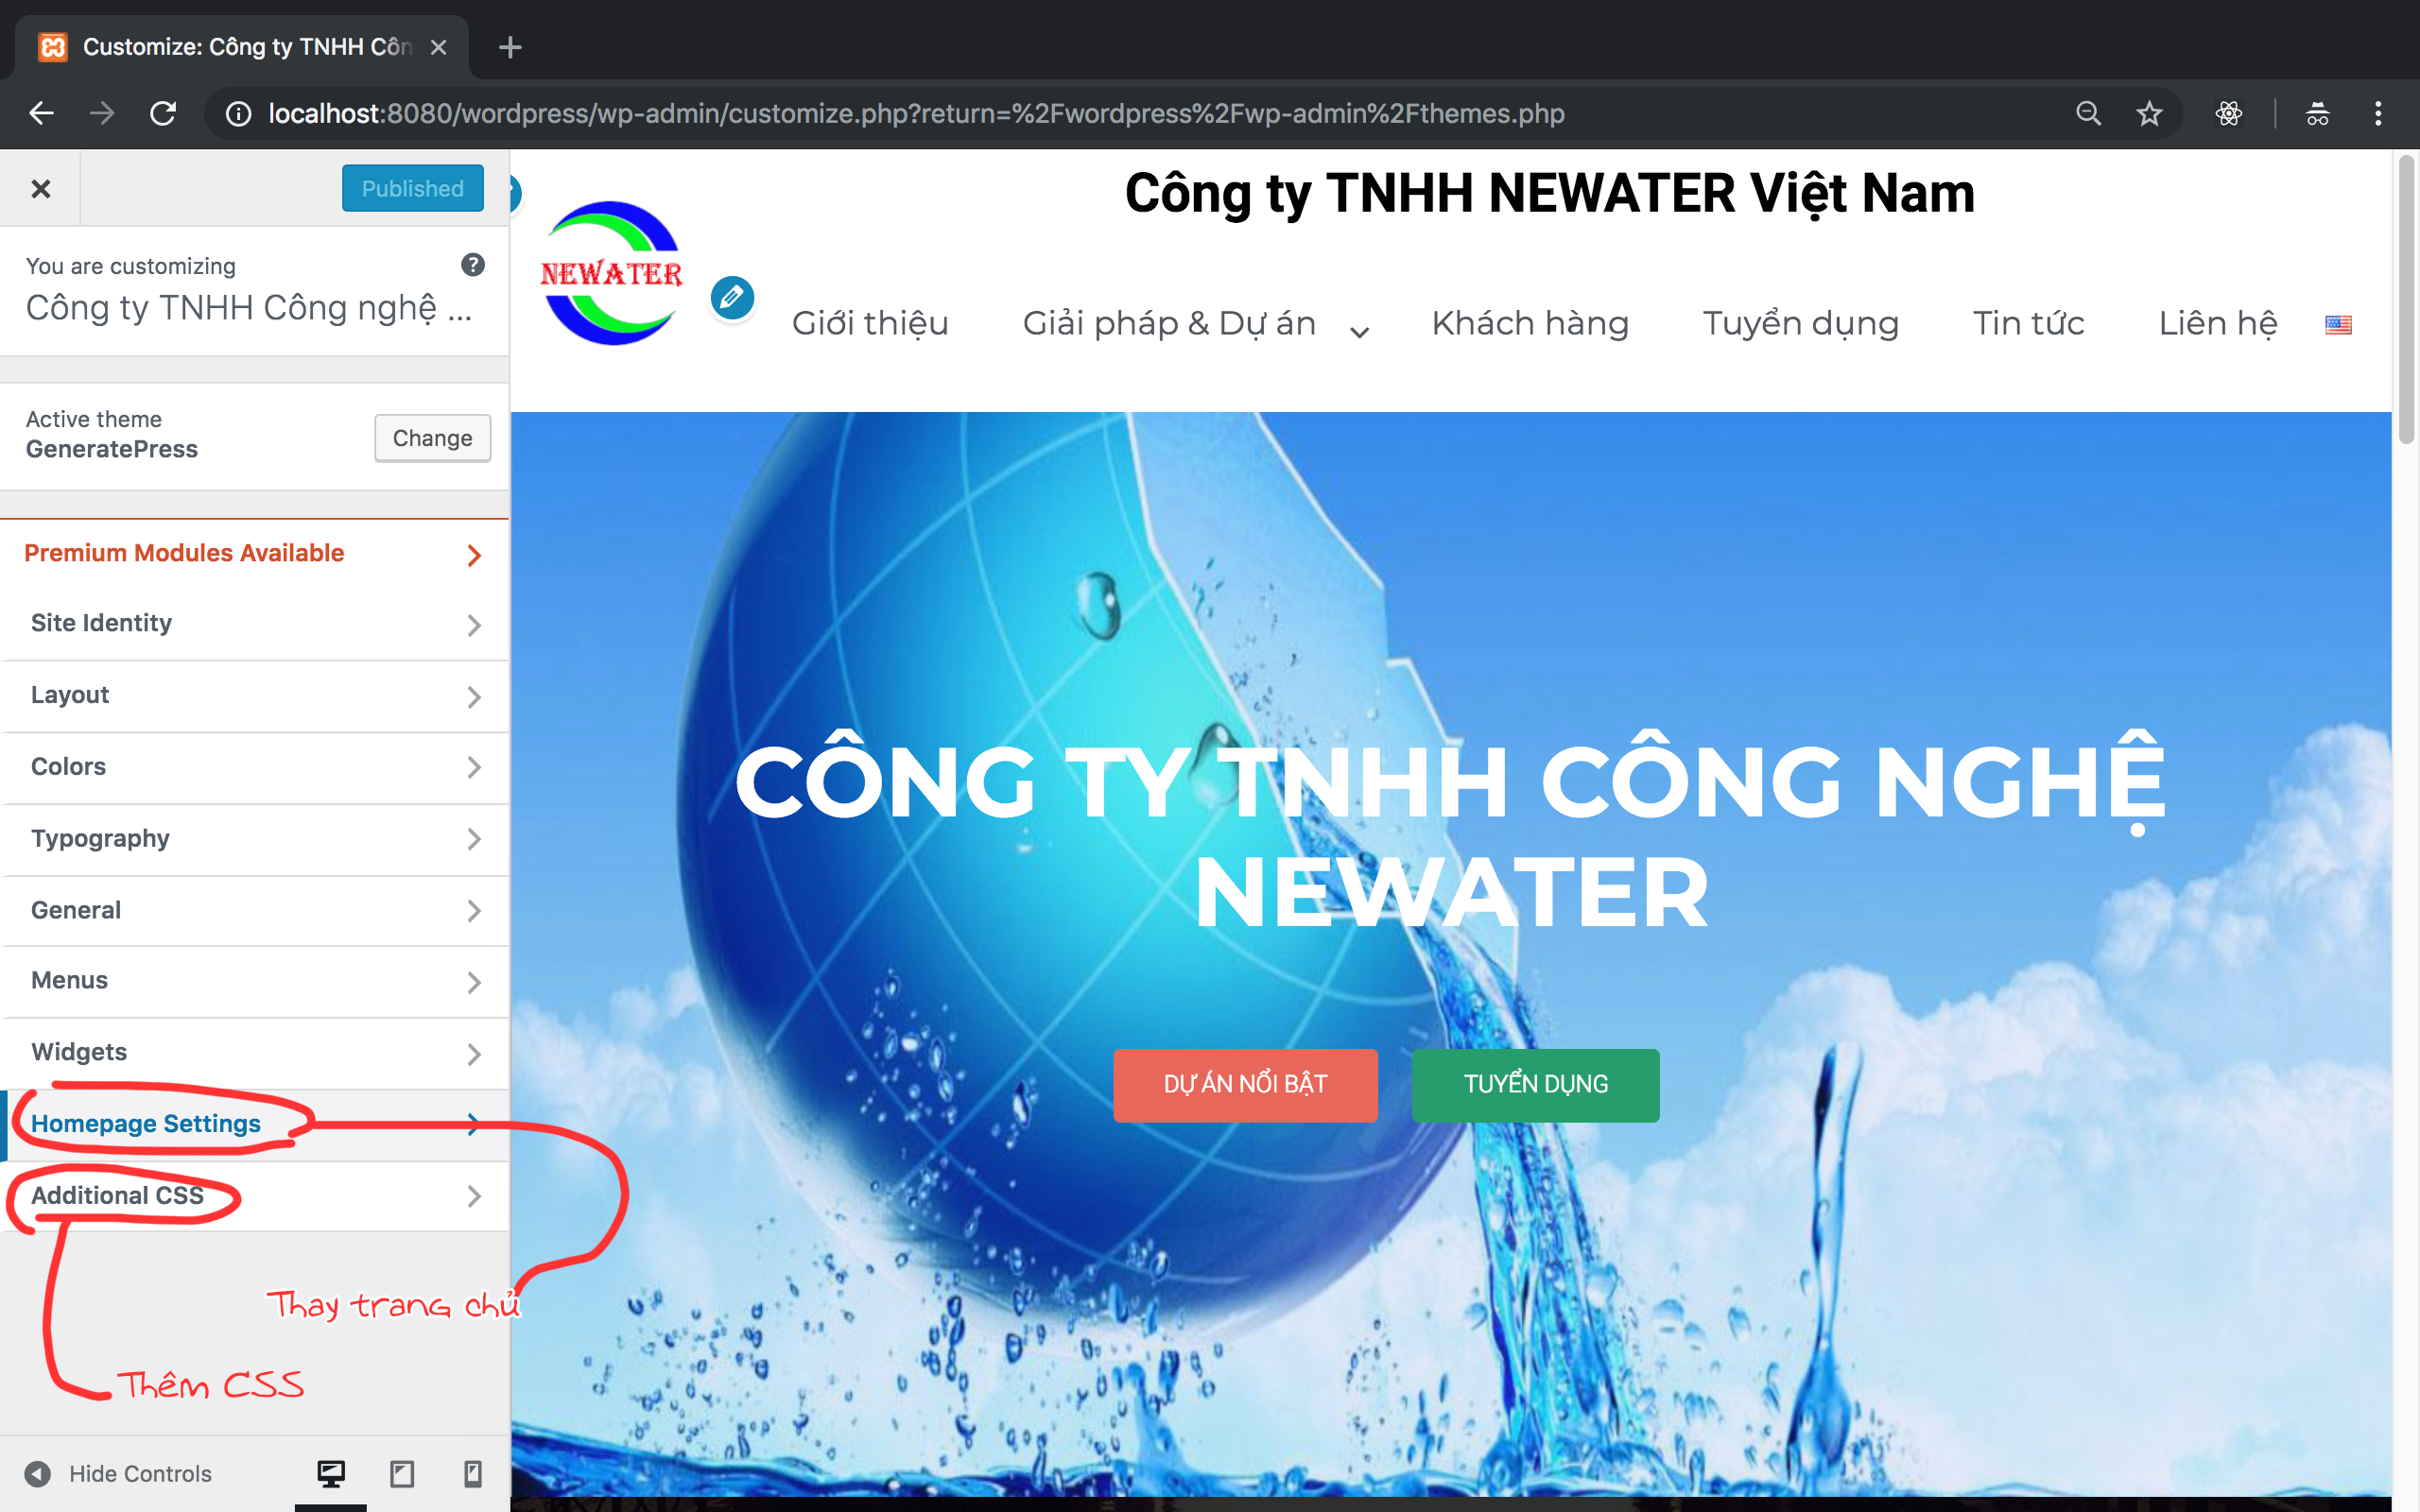 Customize: Công ty TNHH Côn
localhost:8080/wordpress/wp-admin/customize.php?return=%2Fwordpress%2Fwp-admin%2Fthemes.php
Published
You are customizing
Công ty TNHH Công nghệ ...
Active theme
GeneratePress
Change
Premium Modules Available
Site Identity
Layout
Colors
Typography
General
Menus
Widgets
Homepage Settings
Additional CSS
Thay trang chủ
Thêm CSS
Hide Controls
Công ty TNHH NEWATER Việt Nam
NEWATER
Giới thiệu
Giải pháp & Dự án
Khách hàng
Tuyển dụng
Tin tức
Liên hệ
CÔNG TY TNHH CÔNG NGHỆ
NEWATER
DỰ ÁN NỔI BẬT
TUYỂN DỤNG